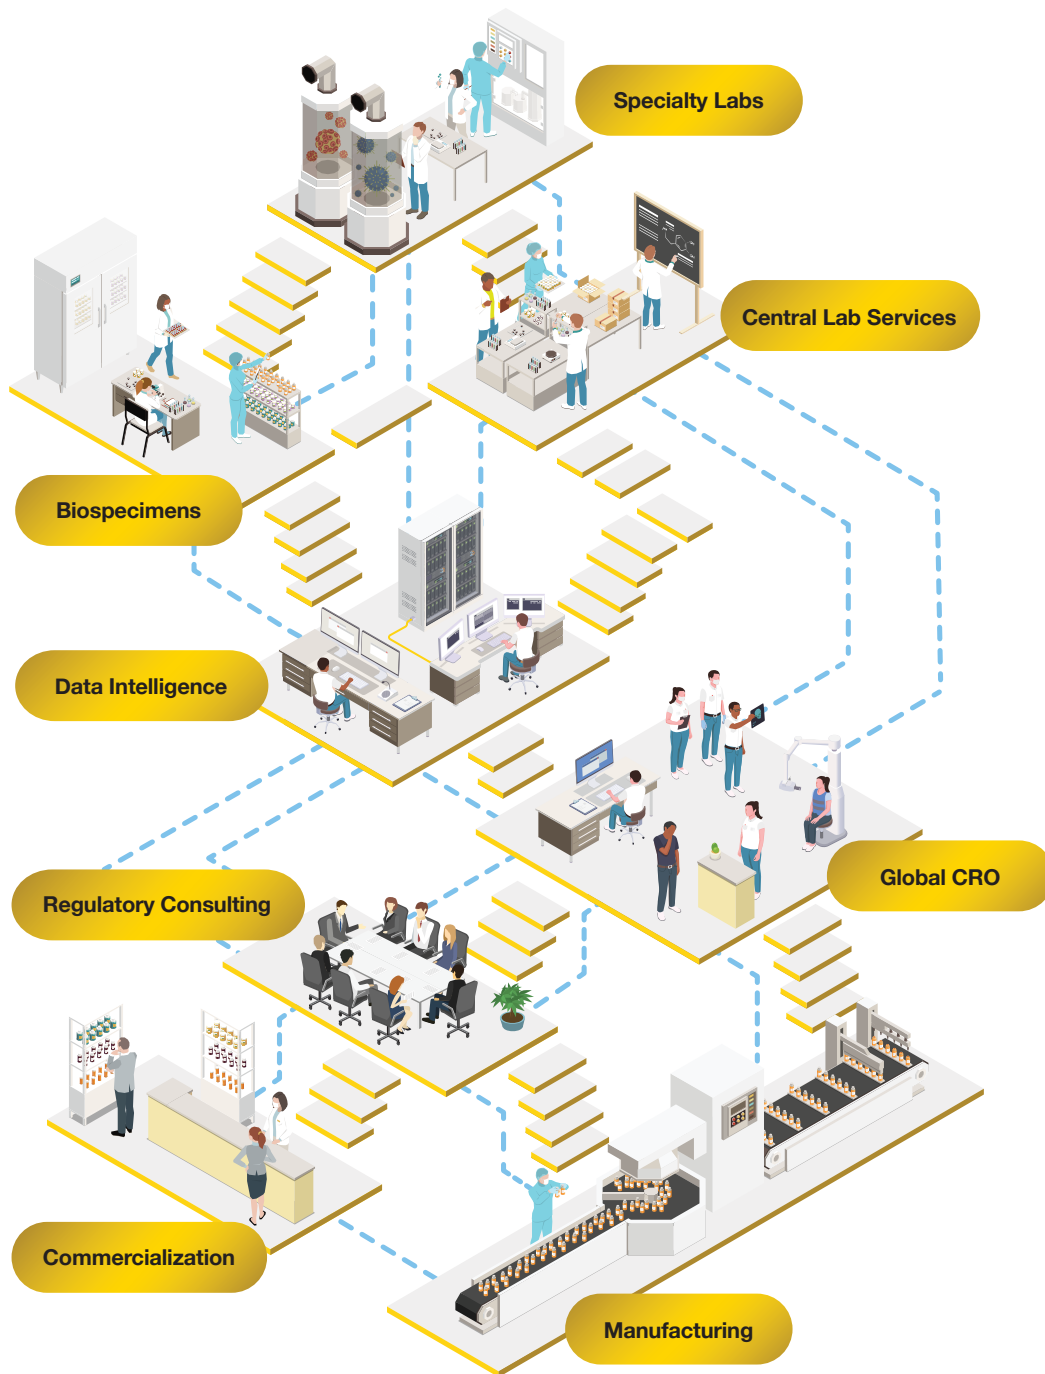 Specialty Labs
Central Lab Services
Biospecimens
Data Intelligence
Global CRO
Regulatory Consulting
Commercialization
Manufacturing